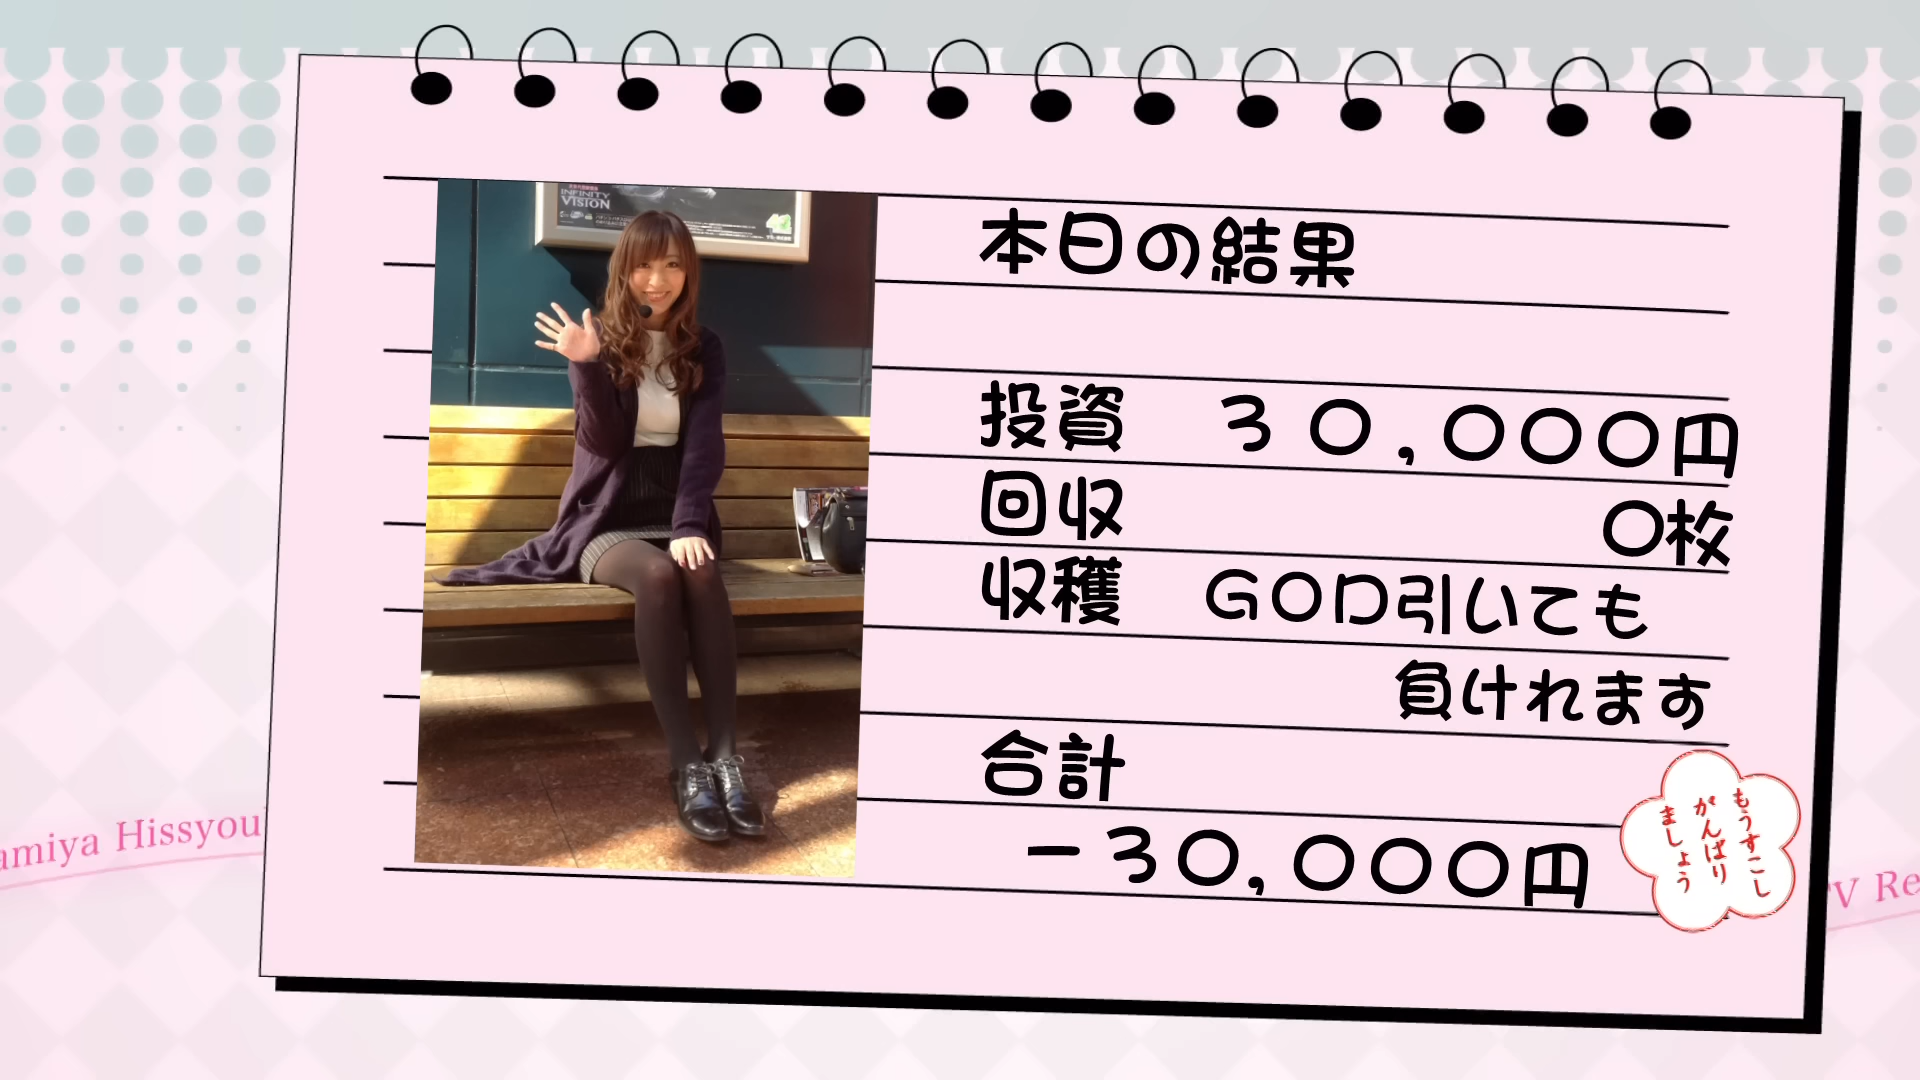 INFINITY
VISION
本日の結果
投資　３０,０００円
回収　０枚
収穫　GOD引いても
負けれます
合計
－３０,０００円
もうすこし
がんばり
ましょう
amiya Hissyou
TV Re